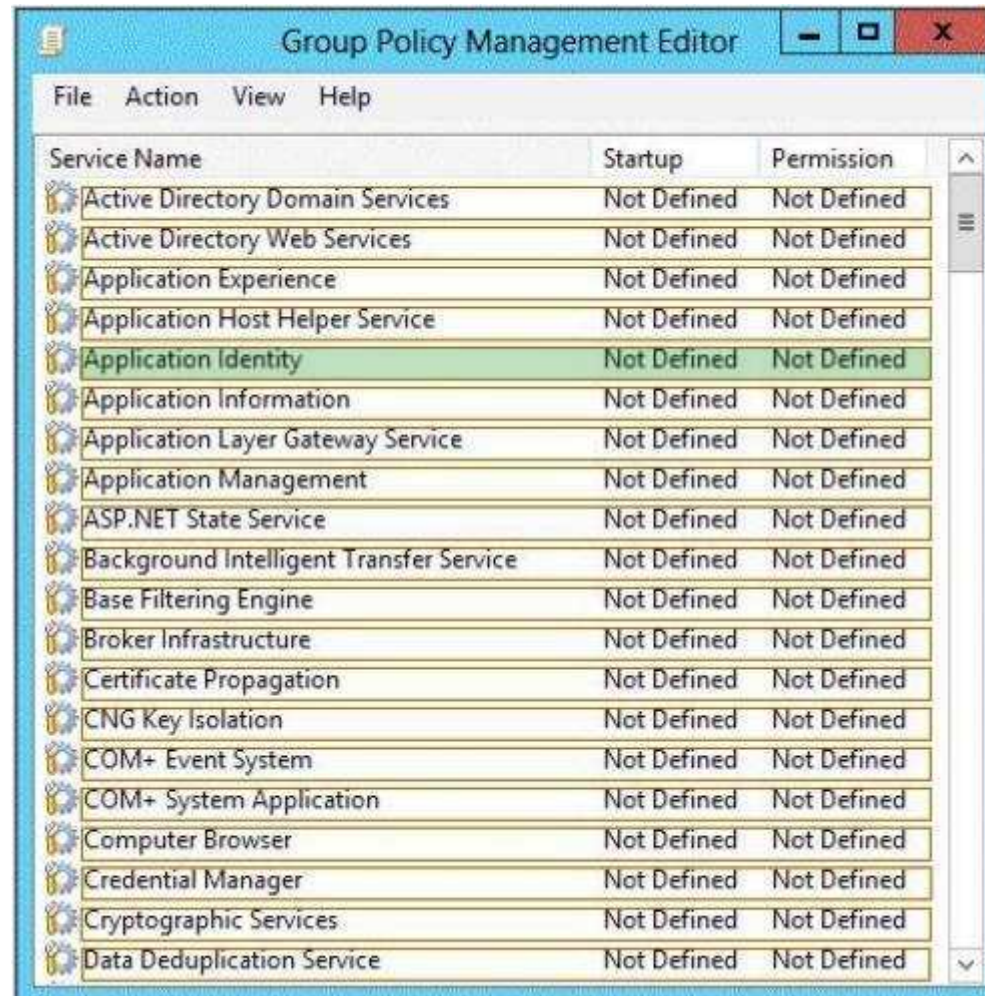 Group Policy Management Editor
File Action View Help
Service Name Startup Permission
Active Directory Domain Services Not Defined Not Defined
Active Directory Web Services Not Defined Not Defined
Application Experience Not Defined Not Defined
Application Host Helper Service Not Defined Not Defined
Application Identity Not Defined Not Defined
Application Information Not Defined Not Defined
Application Layer Gateway Service Not Defined Not Defined
Application Management Not Defined Not Defined
ASP.NET State Service Not Defined Not Defined
Background Intelligent Transfer Service Not Defined Not Defined
Base Filtering Engine Not Defined Not Defined
Broker Infrastructure Not Defined Not Defined
Certificate Propagation Not Defined Not Defined
CNG Key Isolation Not Defined Not Defined
COM+ Event System Not Defined Not Defined
COM+ System Application Not Defined Not Defined
Computer Browser Not Defined Not Defined
Credential Manager Not Defined Not Defined
Cryptographic Services Not Defined Not Defined
Data Deduplication Service Not Defined Not Defined